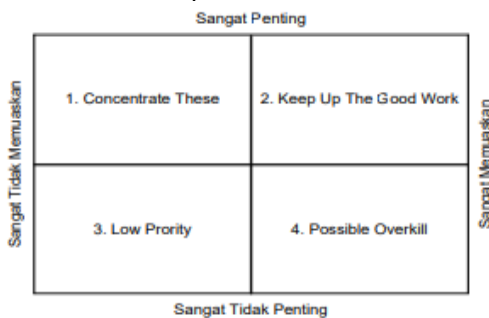 Sangat Penting
Sangat Tidak Memuaskan
1. Concentrate These
2. Keep Up The Good Work
Sangat Memuaskan
3. Low Prority
4. Possible Overkill
Sangat Tidak Penting